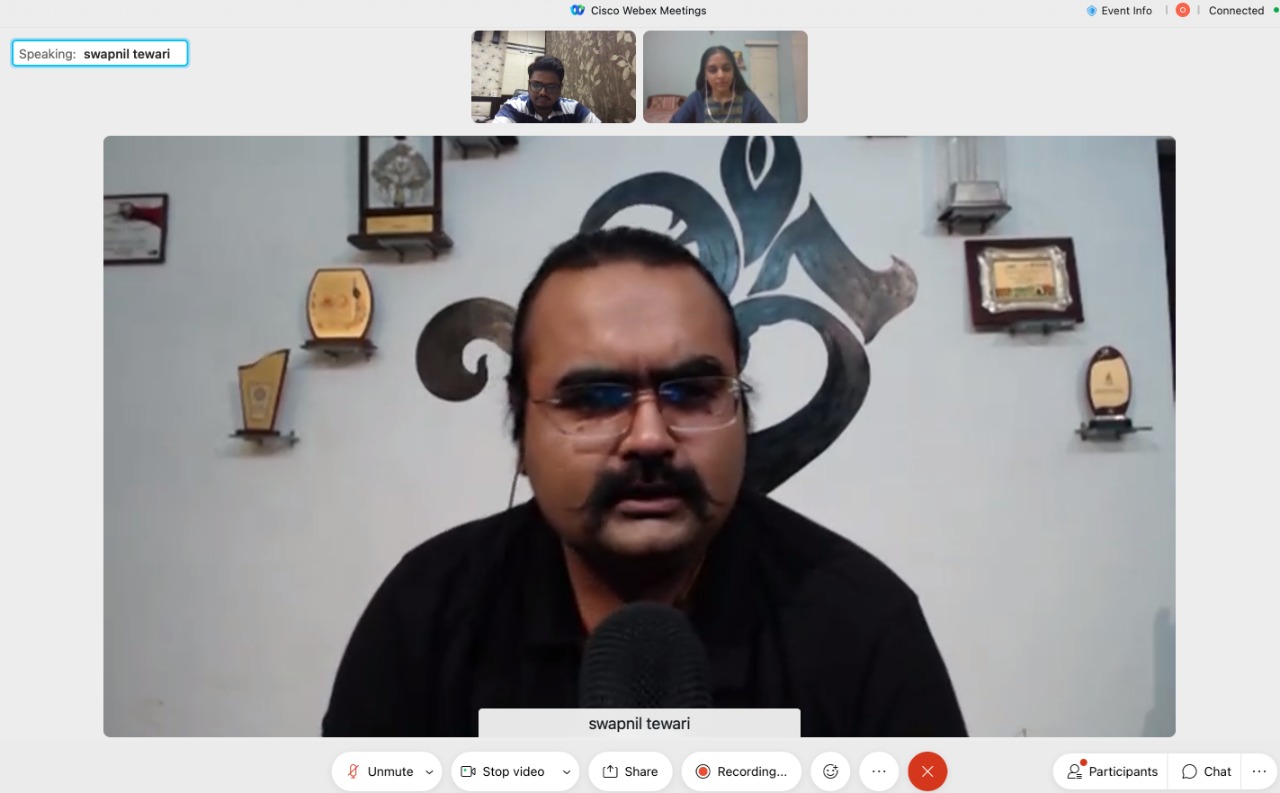 Cisco Webex Meetings
Event Info
Connected
Speaking: swapnil tewari
swapnil tewari
Unmute
Stop video
Share
Recording...
Participants
Chat